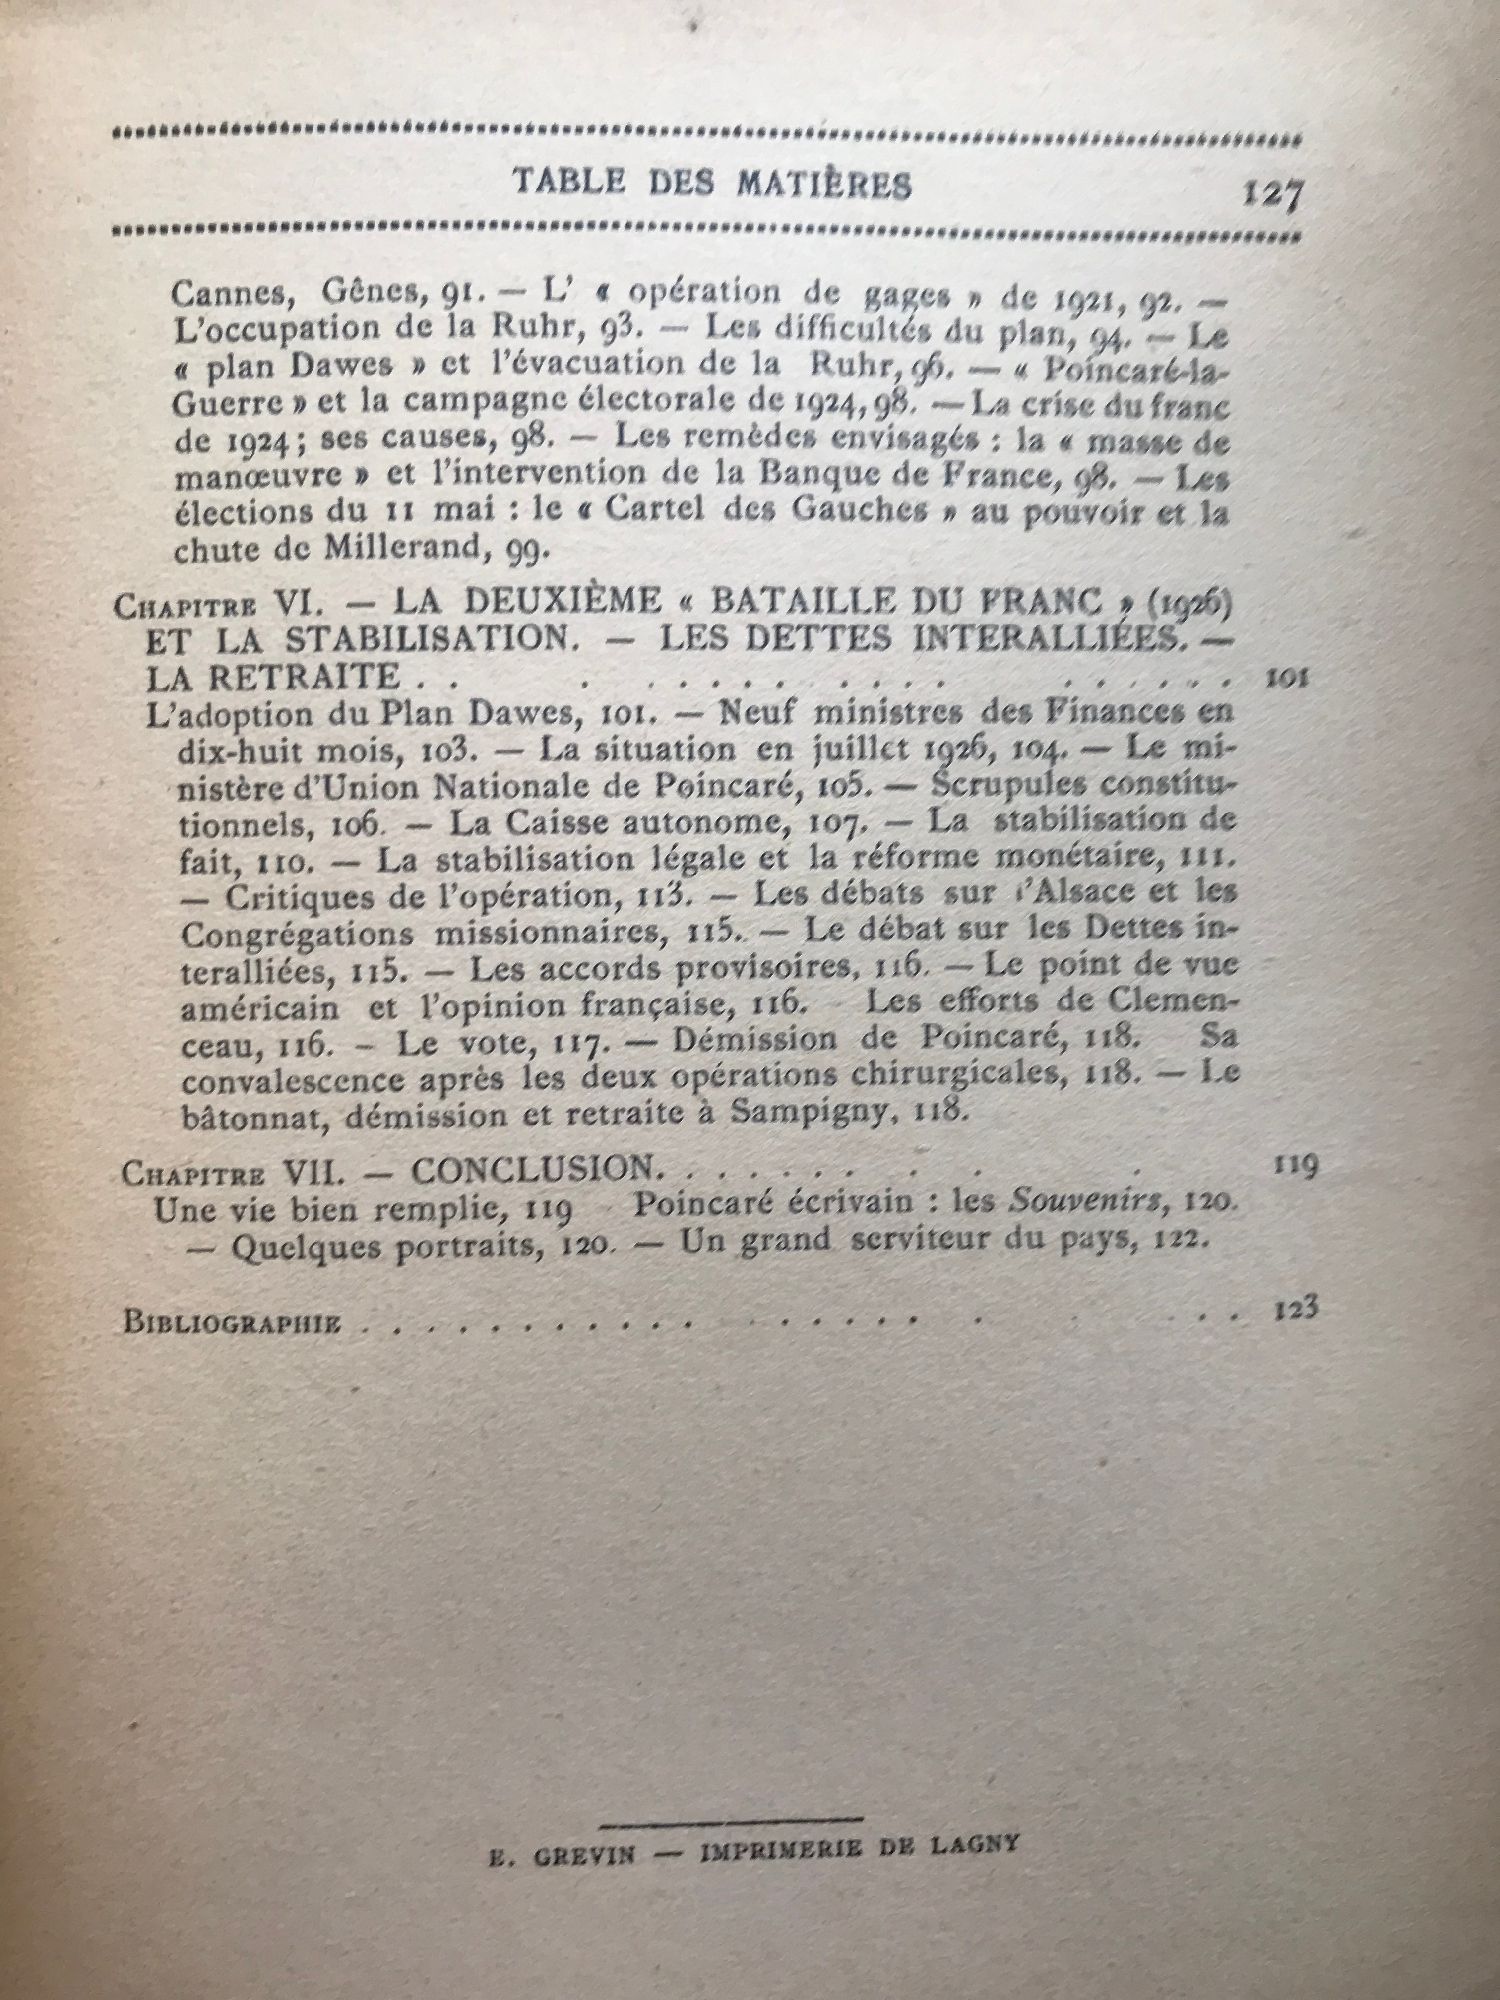 TABLE DES MATIÈRES 127
Cannes, Gênes, 91. — L' « opération de gages » de 1921, 92. —
L'occupation de la Ruhr, 93. — Les difficultés du plan, 94. — Le
« plan Dawes » et l'évacuation de la Ruhr, 96. — « Poincaré-la-
Guerre » et la campagne électorale de 1924, 98. — La crise du franc
de 1924 ; ses causes, 98. — Les remèdes envisagés : la « masse de
manœuvre » et l'intervention de la Banque de France, 98. — Les
élections du 11 mai : le « Cartel des Gauches » au pouvoir et la
chute de Millerand, 99.
CHAPITRE VI. — LA DEUXIÈME « BATAILLE DU FRANC » (1926)
ET LA STABILISATION. — LES DETTES INTERALLIÉES. —
LA RETRAITE . . . . . . . . . . . . . . . . . . 101
L'adoption du Plan Dawes, 101. — Neuf ministres des Finances en
dix-huit mois, 103. — La situation en juillet 1926, 104. — Le mi-
nistère d'Union Nationale de Poincaré, 105. — Scrupules constitu-
tionnels, 106. — La Caisse autonome, 107. — La stabilisation de
fait, 110. — La stabilisation légale et la réforme monétaire, 111.
— Critiques de l'opération, 113. — Les débats sur l'Alsace et les
Congrégations missionnaires, 115. — Le débat sur les Dettes in-
teralliées, 115. — Les accords provisoires, 116. — Le point de vue
américain et l'opinion française, 116. Les efforts de Clemen-
ceau, 116. – Le vote, 117. — Démission de Poincaré, 118. Sa
convalescence après les deux opérations chirurgicales, 118. — Le
bâtonnat, démission et retraite à Sampigny, 118.
CHAPITRE VII. — CONCLUSION. . . . . . . . . . . 119
Une vie bien remplie, 119 - Poincaré écrivain : les Souvenirs, 120.
— Quelques portraits, 120. — Un grand serviteur du pays, 122.
BIBLIOGRAPHIE . . . . . . . . . . . . . . . . . . . . . 123
E. GREVIN — IMPRIMERIE DE LAGNY